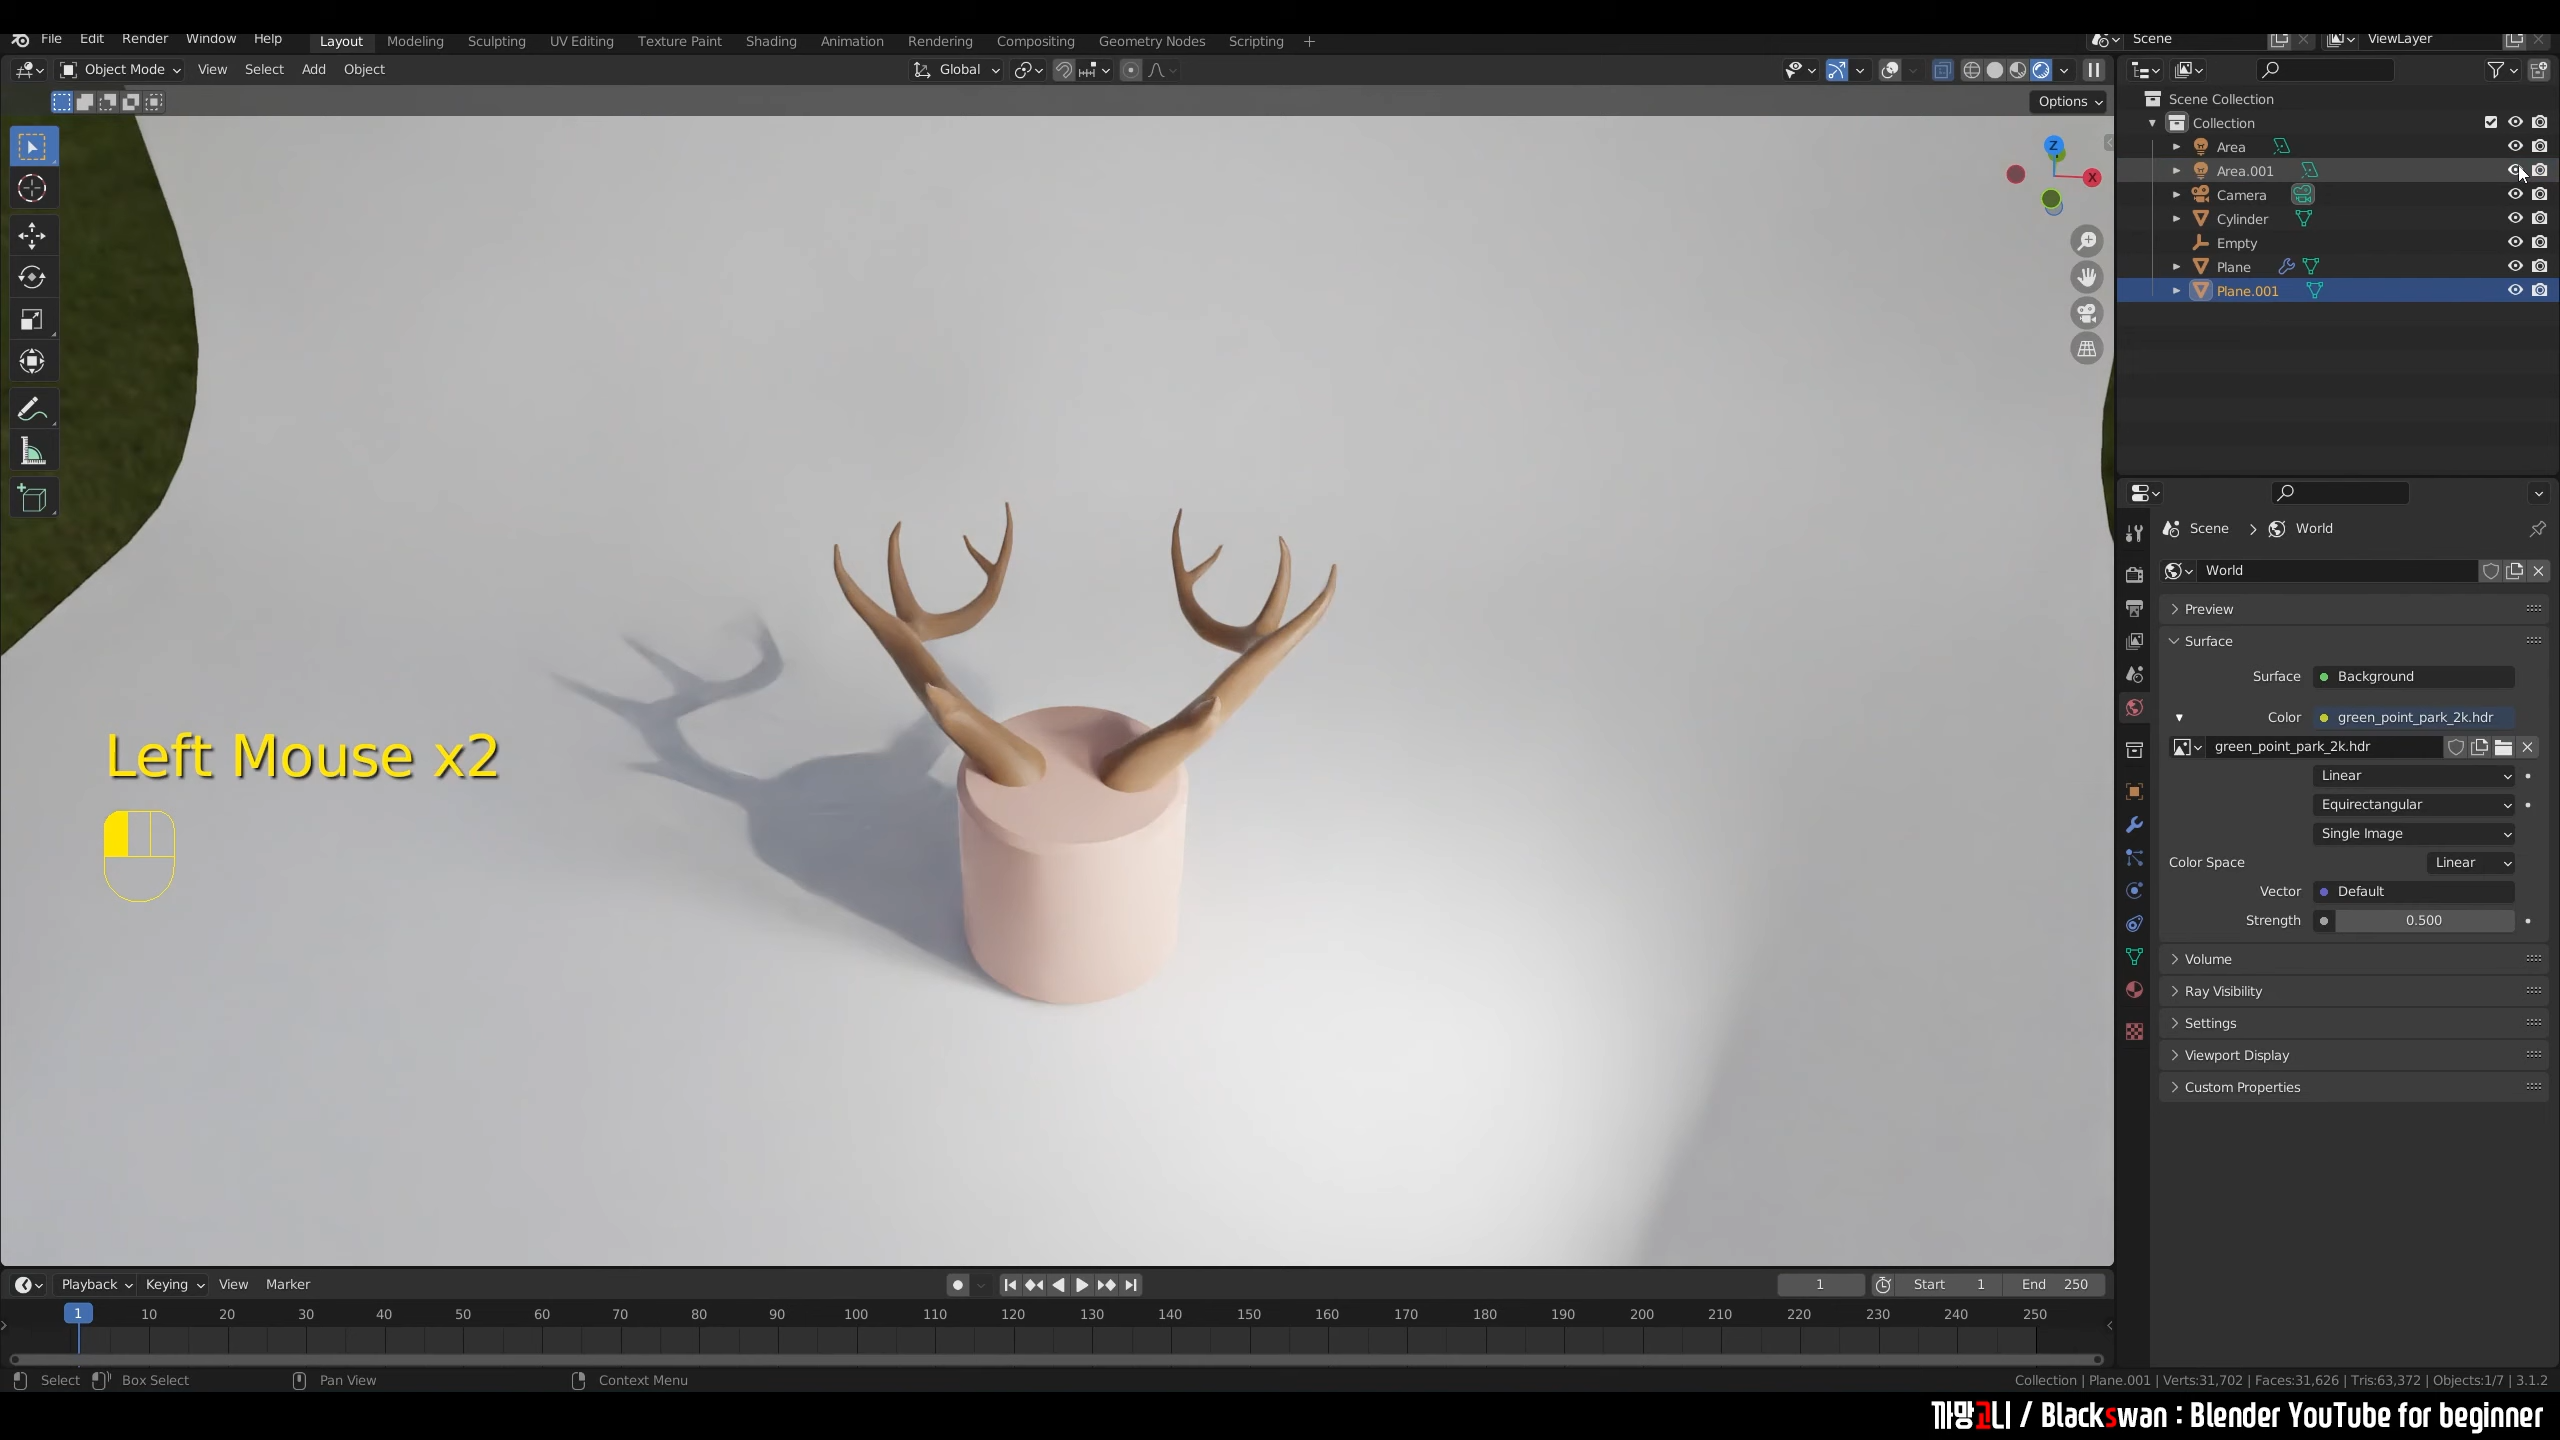 File Edit Render Window Help Layout Modeling Sculpting UV Editing Texture Paint Shading Animation Rendering Compositing Geometry Nodes Scripting + Scene ViewLayer
Object Mode View Select Add Object Global
Options
Z
X
Scene Collection
Collection
Area
Area.001
Camera
Cylinder
Empty
Plane
Plane.001
Scene > World
World
Preview
Surface
Surface Background
Color green_point_park_2k.hdr
green_point_park_2k.hdr
Linear
Equirectangular
Single Image
Color Space Linear
Vector Default
Strength 0.500
Volume
Ray Visibility
Settings
Viewport Display
Custom Properties
Left Mouse x2
Playback Keying View Marker 1 Start 1 End 250
1 10 20 30 40 50 60 70 80 90 100 110 120 130 140 150 160 170 180 190 200 210 220 230 240 250
Select Box Select Pan View Context Menu Collection | Plane.001 | Verts:31,702 | Faces:31,626 | Tris:63,372 | Objects:1/7 | 3.1.2
까망고니 / Blackswan : Blender YouTube for beginner